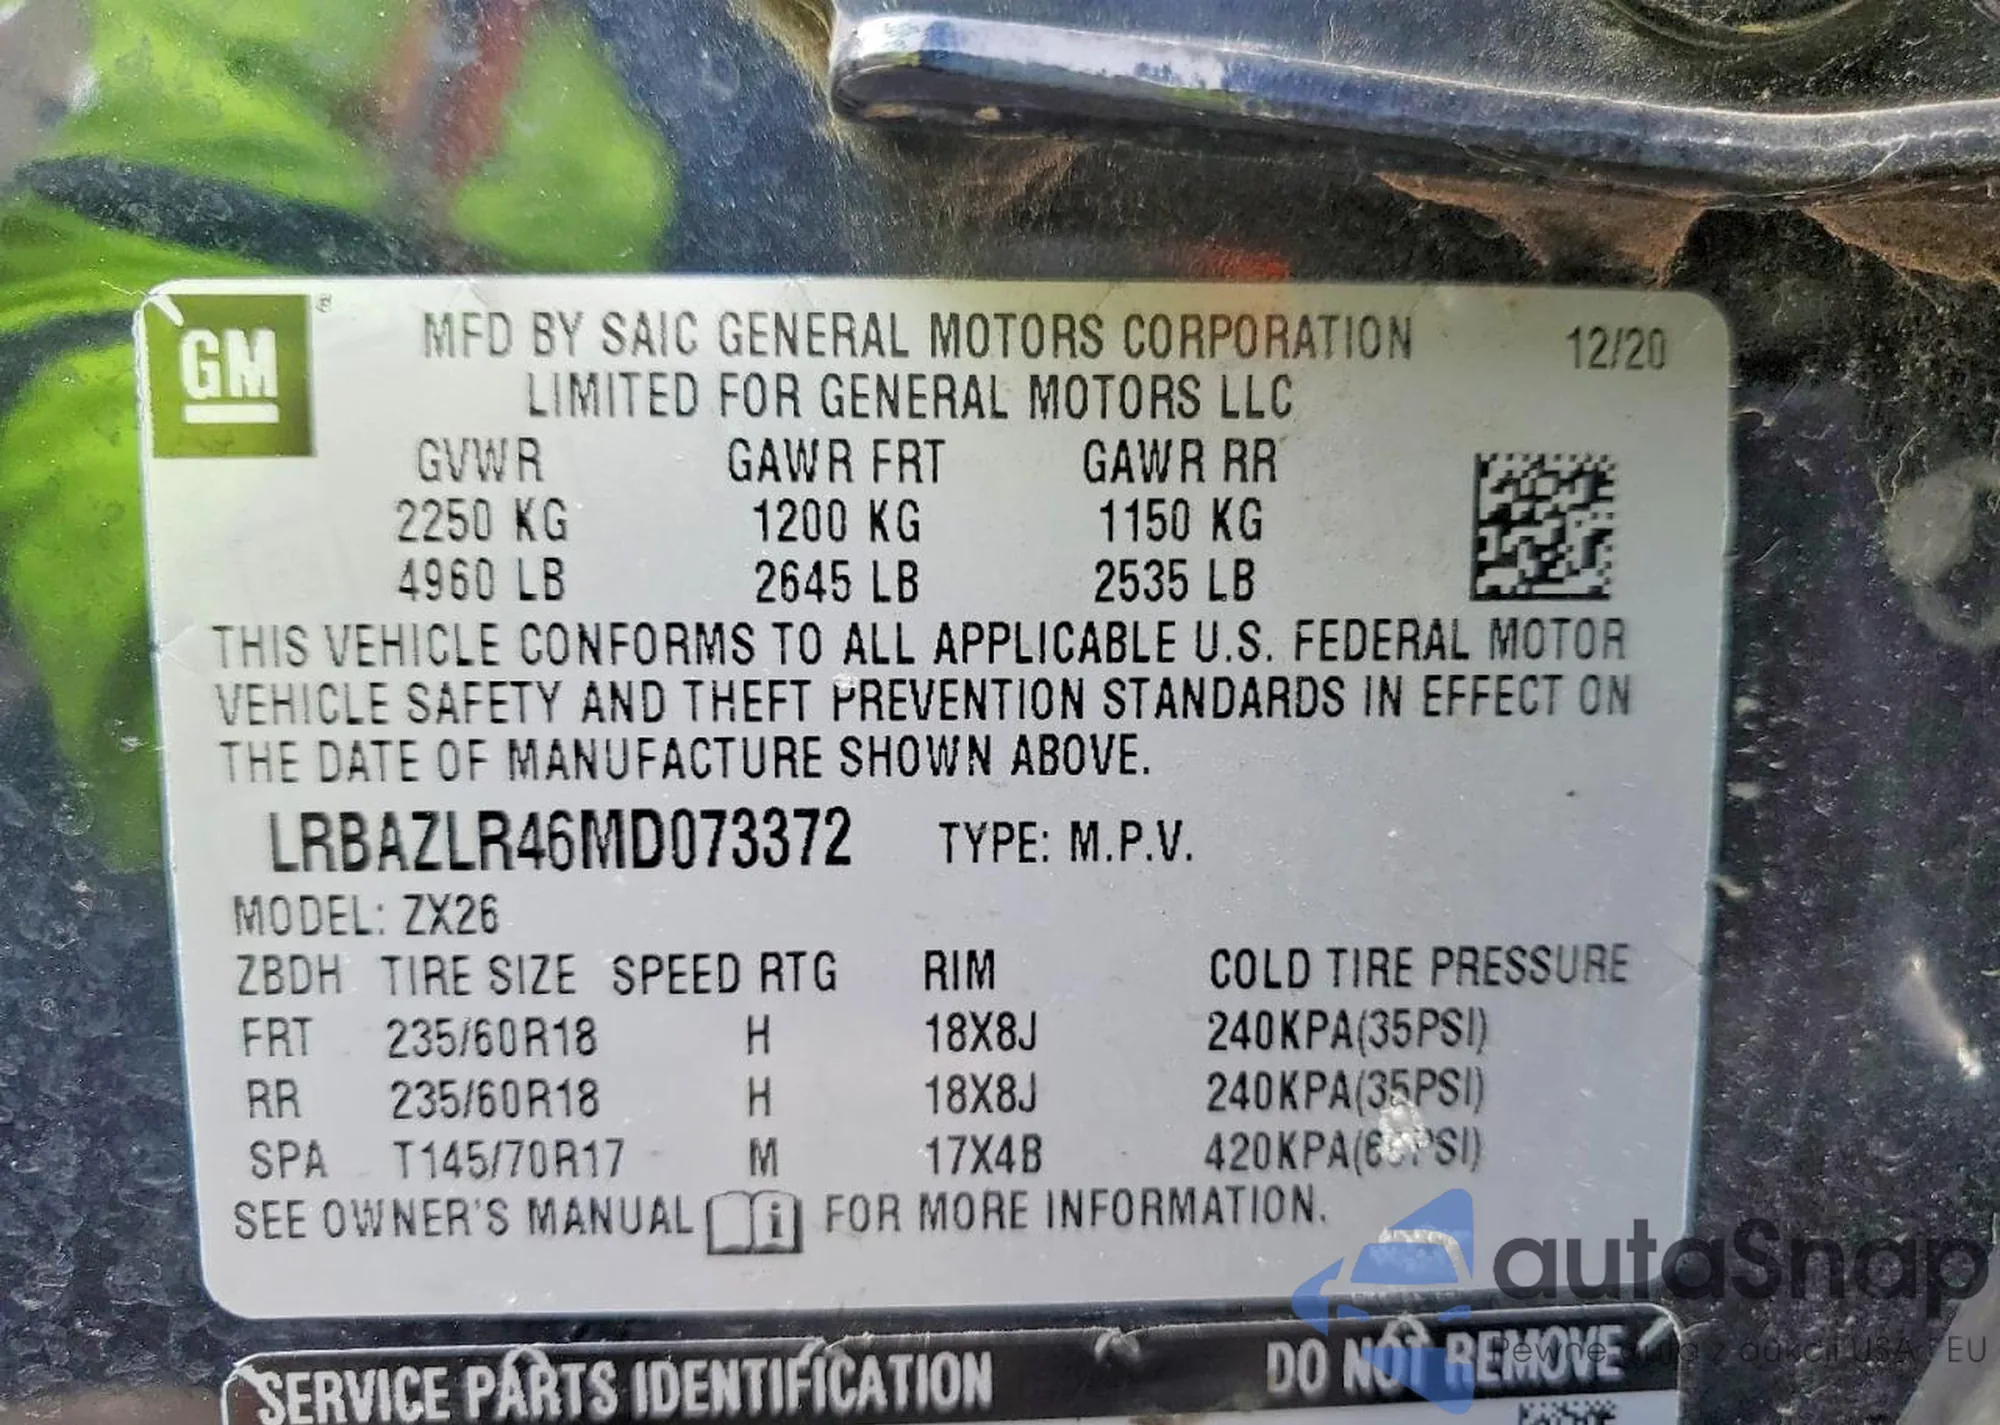 GM ®
MFD BY SAIC GENERAL MOTORS CORPORATION 12/20
LIMITED FOR GENERAL MOTORS LLC
GVWR GAWR FRT GAWR RR
2250 KG 1200 KG 1150 KG
4960 LB 2645 LB 2535 LB
THIS VEHICLE CONFORMS TO ALL APPLICABLE U.S. FEDERAL MOTOR
VEHICLE SAFETY AND THEFT PREVENTION STANDARDS IN EFFECT ON
THE DATE OF MANUFACTURE SHOWN ABOVE.
LRBAZLR46MD073372 TYPE: M.P.V.
MODEL: ZX26
ZBDH TIRE SIZE SPEED RTG RIM COLD TIRE PRESSURE
FRT 235/60R18 H 18X8J 240KPA(35PSI)
RR 235/60R18 H 18X8J 240KPA(35PSI)
SPA T145/70R17 M 17X4B
SEE OWNER'S MANUAL i FOR MORE INFORMATION.
autaSnap
Pewne auta z aukcji USA EU
SERVICE PARTS IDENTIFICATION DO NOT REMOVE